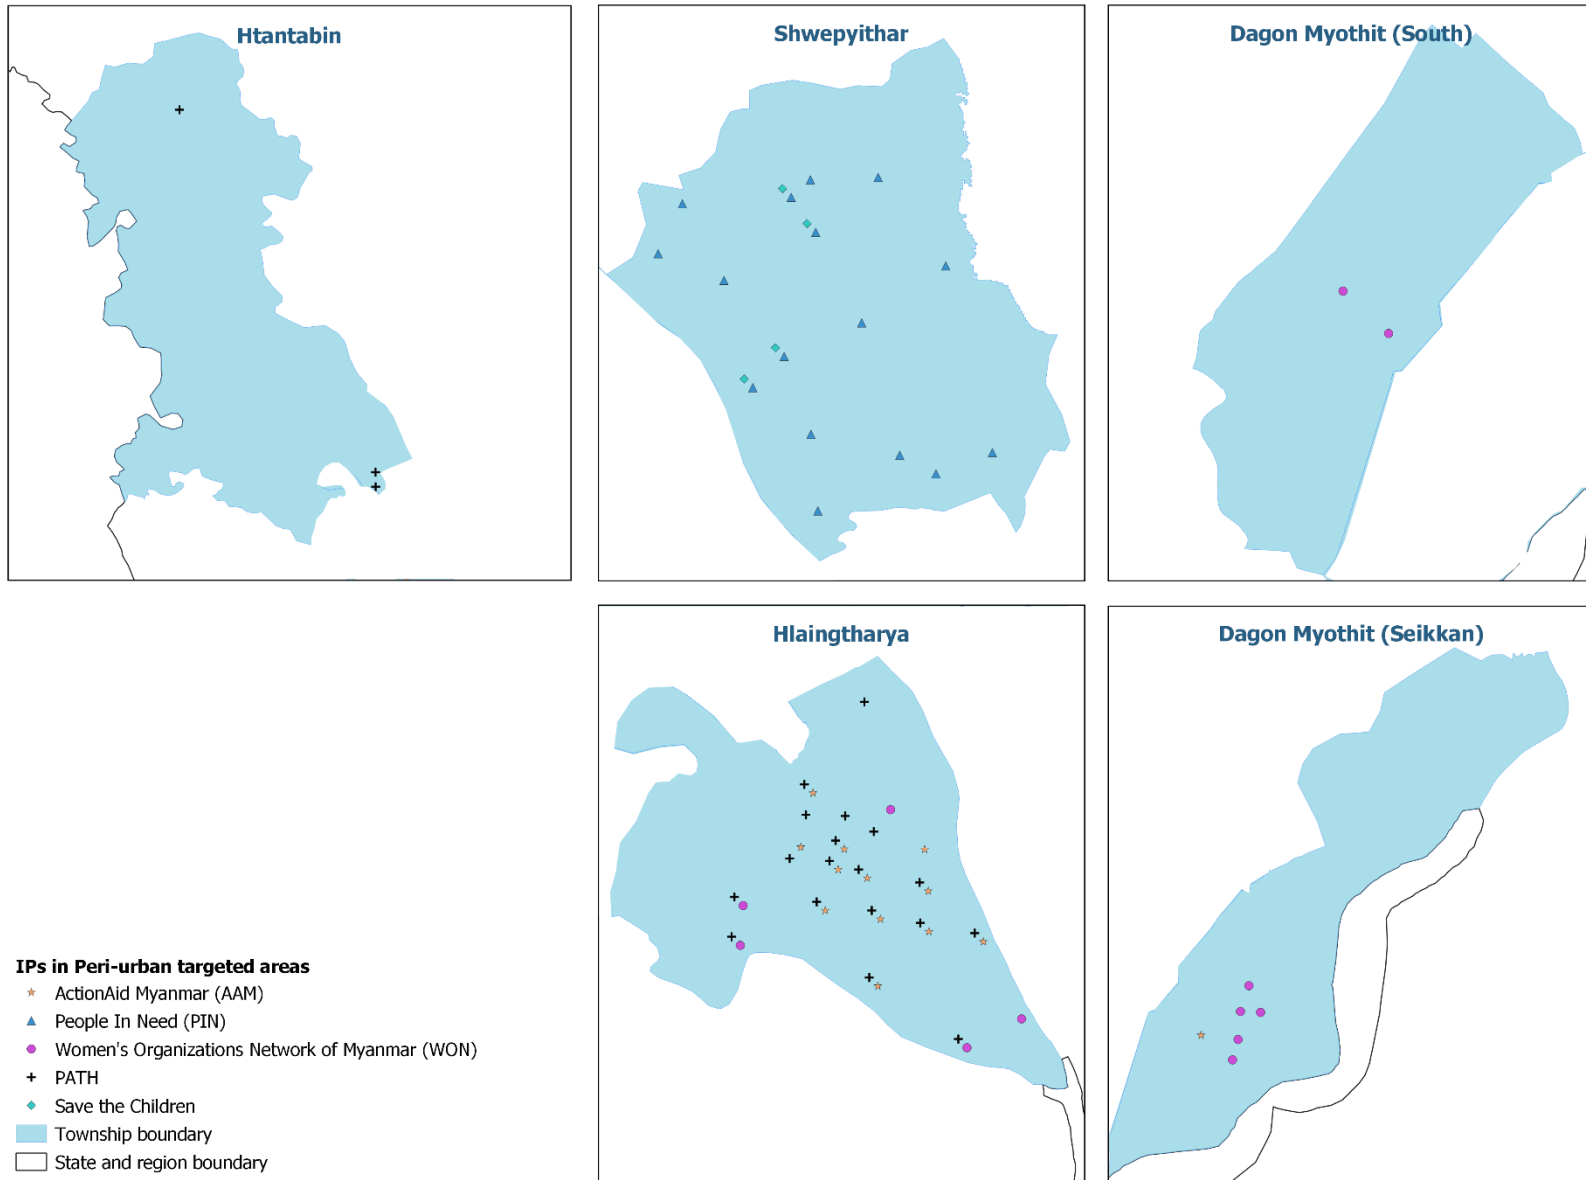 Htantabin
Shwepyithar
Dagon Myothit (South)
Hlaingtharya
Dagon Myothit (Seikkan)
IPs in Peri-urban targeted areas
ActionAid Myanmar (AAM)
People In Need (PIN)
Women's Organizations Network of Myanmar (WON)
PATH
Save the Children
Township boundary
State and region boundary